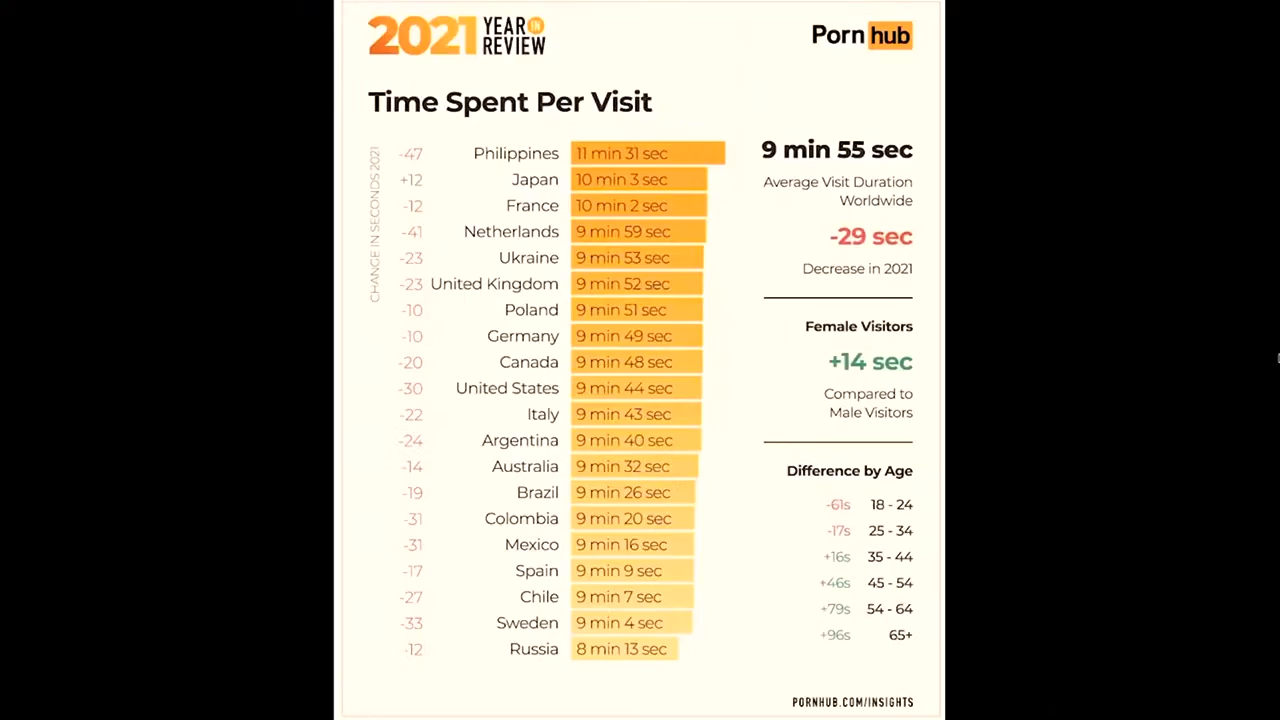 2021 YEAR IN REVIEW
Porn hub
Time Spent Per Visit
CHANGE IN SECONDS 2021
-47 Philippines 11 min 31 sec
+12 Japan 10 min 3 sec
-12 France 10 min 2 sec
-41 Netherlands 9 min 59 sec
-23 Ukraine 9 min 53 sec
-23 United Kingdom 9 min 52 sec
-10 Poland 9 min 51 sec
-10 Germany 9 min 49 sec
-20 Canada 9 min 48 sec
-30 United States 9 min 44 sec
-22 Italy 9 min 43 sec
-24 Argentina 9 min 40 sec
-14 Australia 9 min 32 sec
-19 Brazil 9 min 26 sec
-31 Colombia 9 min 20 sec
-31 Mexico 9 min 16 sec
-17 Spain 9 min 9 sec
-27 Chile 9 min 7 sec
-33 Sweden 9 min 4 sec
-12 Russia 8 min 13 sec
9 min 55 sec
Average Visit Duration
Worldwide
-29 sec
Decrease in 2021
Female Visitors
+14 sec
Compared to
Male Visitors
Difference by Age
-61s 18 - 24
-17s 25 - 34
+16s 35 - 44
+46s 45 - 54
+79s 54 - 64
+96s 65+
PORNHUB.COM/INSIGHTS